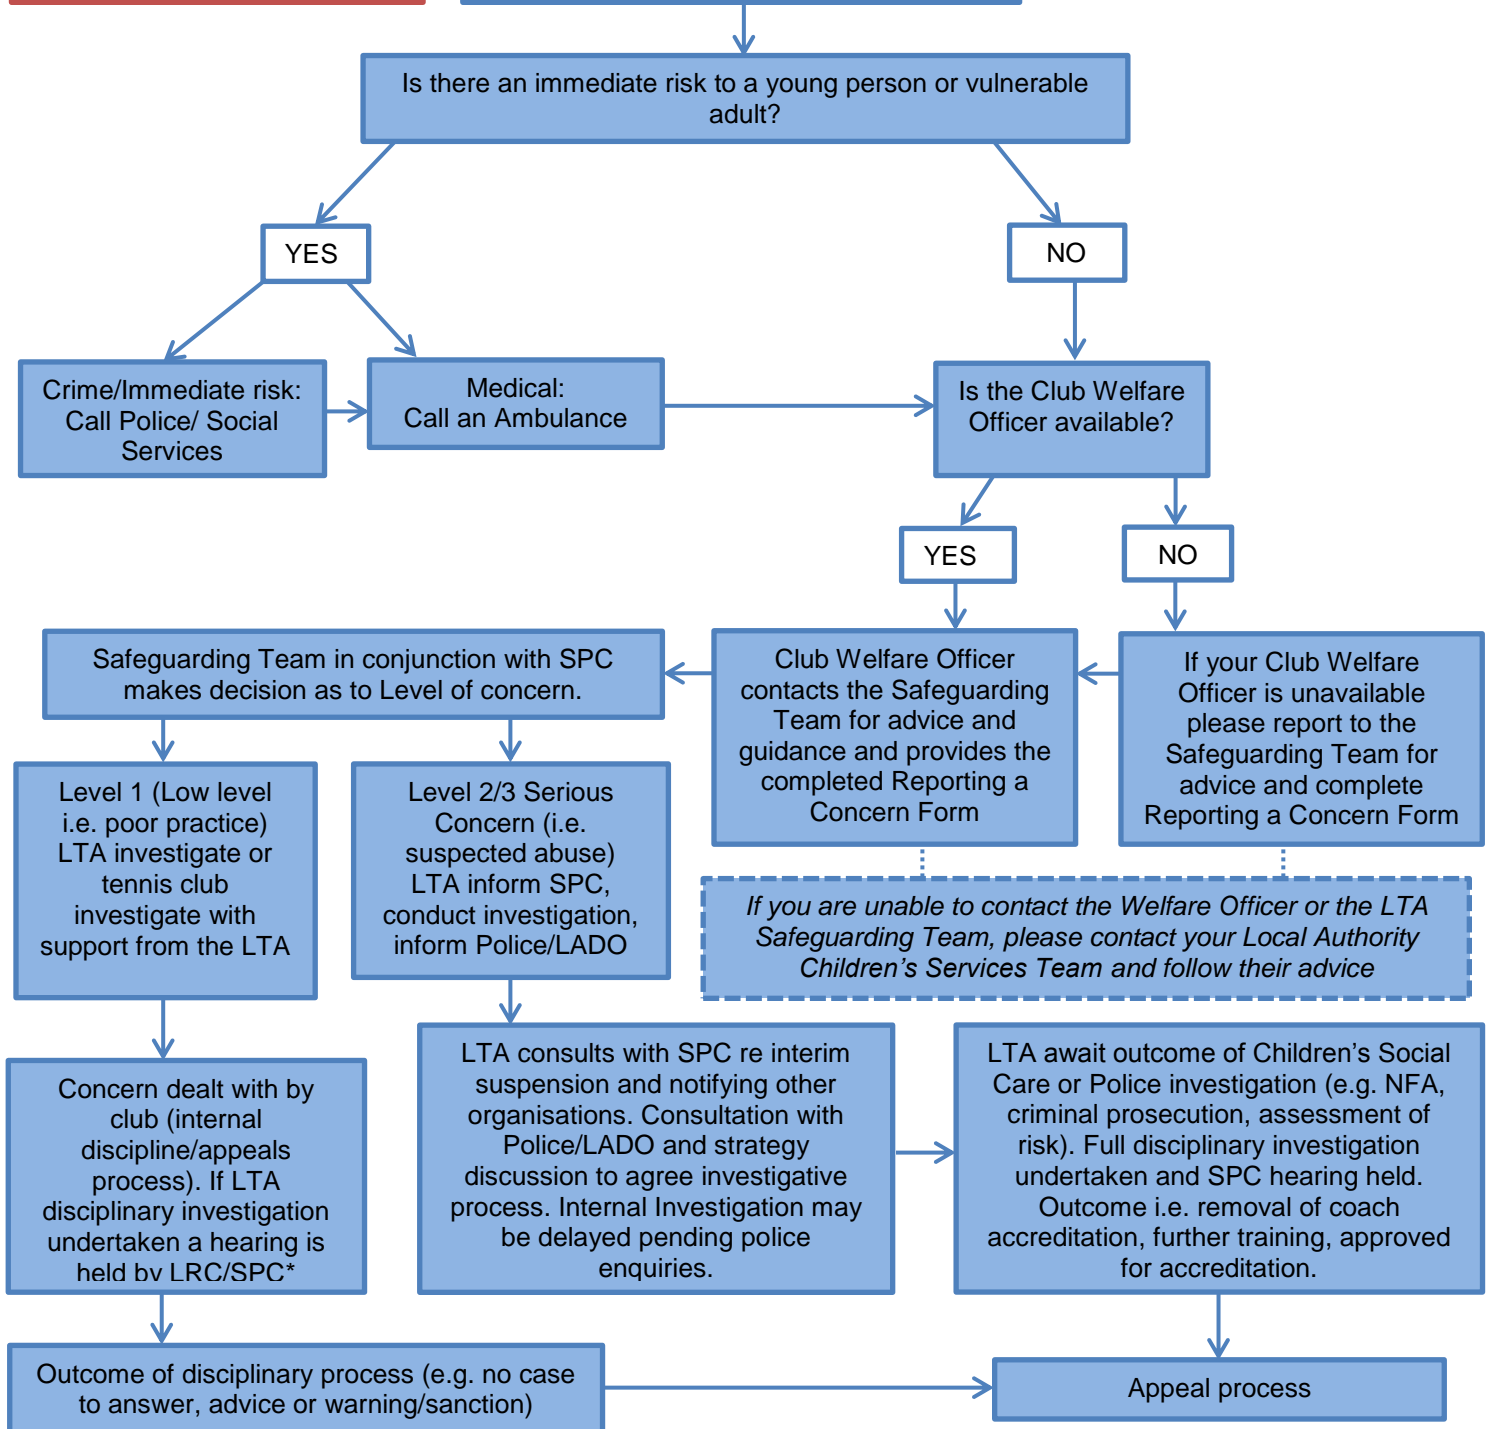 Is there an immediate risk to a young person or vulnerable
adult?
YES
NO
Crime/Immediate risk:
Call Police/ Social
Services
Medical:
Call an Ambulance
Is the Club Welfare
Officer available?
YES
NO
Safeguarding Team in conjunction with SPC
makes decision as to Level of concern.
Club Welfare Officer
contacts the Safeguarding
Team for advice and
guidance and provides the
completed Reporting a
Concern Form
If your Club Welfare
Officer is unavailable
please report to the
Safeguarding Team for
advice and complete
Reporting a Concern Form
Level 1 (Low level
i.e. poor practice)
LTA investigate or
tennis club
investigate with
support from the LTA
Level 2/3 Serious
Concern (i.e.
suspected abuse)
LTA inform SPC,
conduct investigation,
inform Police/LADO
If you are unable to contact the Welfare Officer or the LTA
Safeguarding Team, please contact your Local Authority
Children’s Services Team and follow their advice
Concern dealt with by
club (internal
discipline/appeals
process). If LTA
disciplinary investigation
undertaken a hearing is
held by LRC/SPC*
LTA consults with SPC re interim
suspension and notifying other
organisations. Consultation with
Police/LADO and strategy
discussion to agree investigative
process. Internal Investigation may
be delayed pending police
enquiries.
LTA await outcome of Children’s Social
Care or Police investigation (e.g. NFA,
criminal prosecution, assessment of
risk). Full disciplinary investigation
undertaken and SPC hearing held.
Outcome i.e. removal of coach
accreditation, further training, approved
for accreditation.
Outcome of disciplinary process (e.g. no case
to answer, advice or warning/sanction)
Appeal process